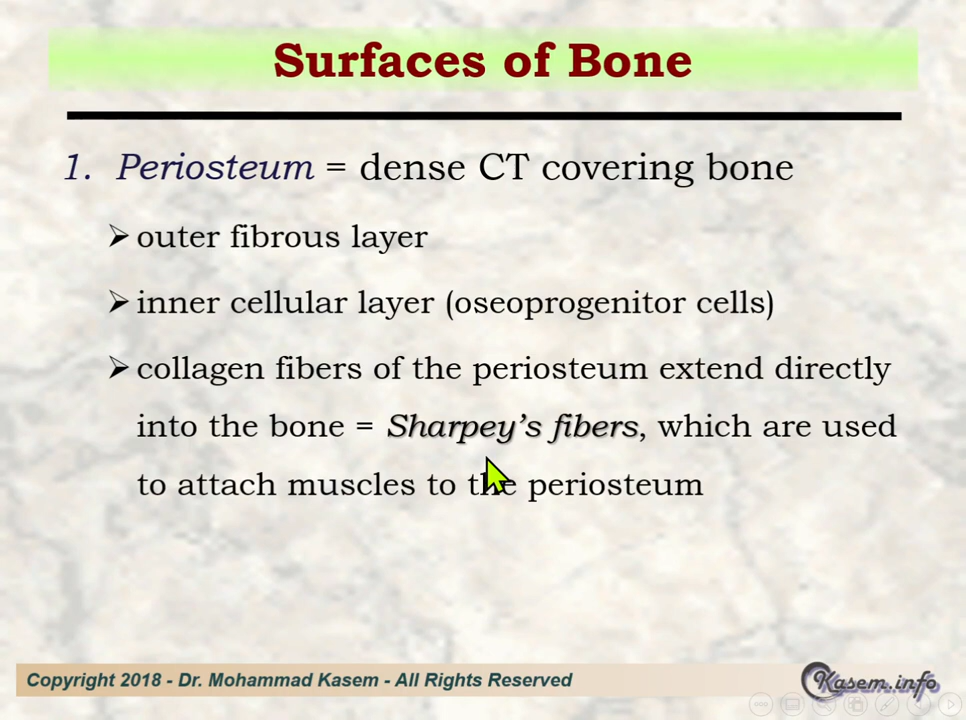 Surfaces of Bone
1. Periosteum = dense CT covering bone
➢ outer fibrous layer
➢ inner cellular layer (oseoprogenitor cells)
➢ collagen fibers of the periosteum extend directly
into the bone = Sharpey's fibers, which are used
to attach muscles to the periosteum
Copyright 2018 - Dr. Mohammad Kasem - All Rights Reserved
Kasem.info